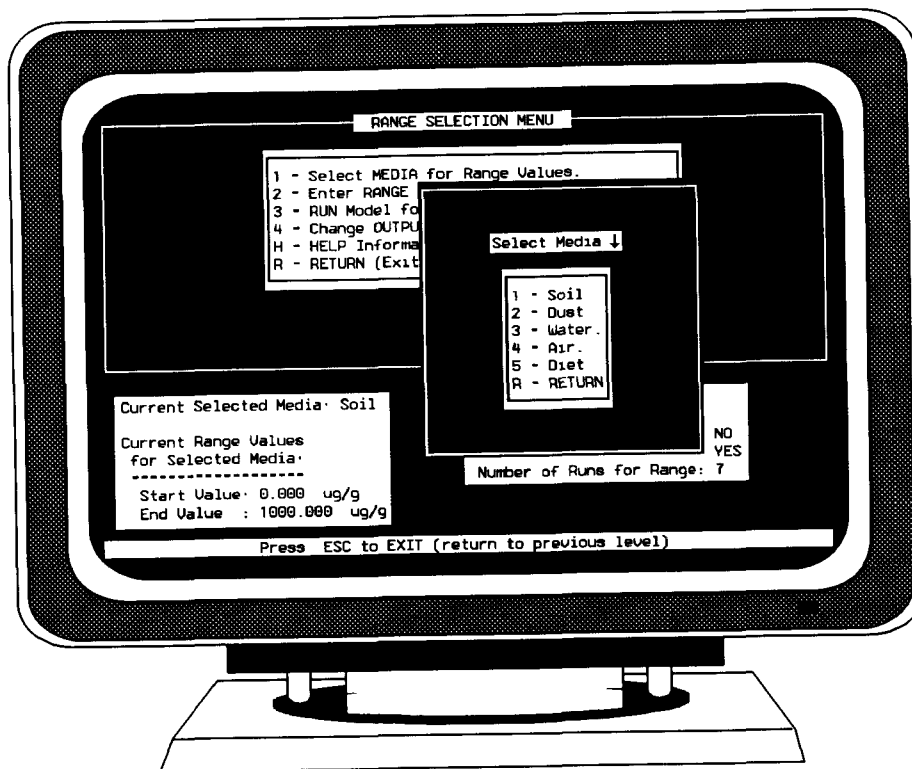 RANGE SELECTION MENU
1 - Select MEDIA for Range Values.
2 - Enter RANGE
3 - RUN Model fo
4 - Change OUTPU
H - HELP Informa
R - RETURN (Exit
Select Media ↓
1 - Soil
2 - Dust
3 - Water.
4 - Air.
5 - Diet
R - RETURN
Current Selected Media· Soil
Current Range Values
for Selected Media·
-------------------
Start Value· 0.000 ug/g
End Value : 1000.000 ug/g
NO
YES
Number of Runs for Range: 7
Press ESC to EXIT (return to previous level)